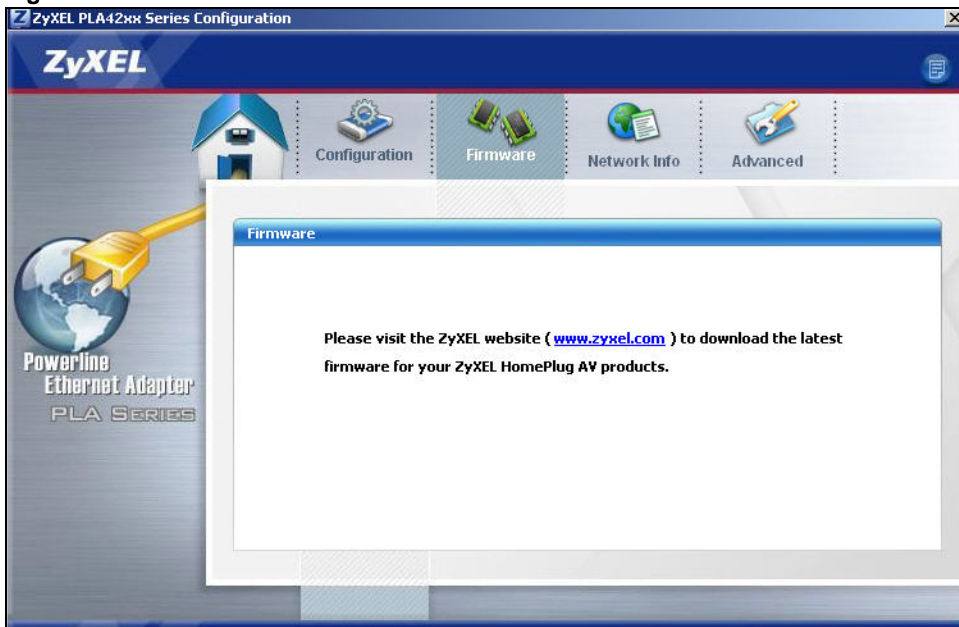 ZyXEL PLA42xx Series Configuration
ZyXEL
Configuration
Firmware
Network Info
Advanced
Firmware
Please visit the ZyXEL website ( www.zyxel.com ) to download the latest
firmware for your ZyXEL HomePlug AV products.
Powerline
Ethernet Adapter
PLA SERIES